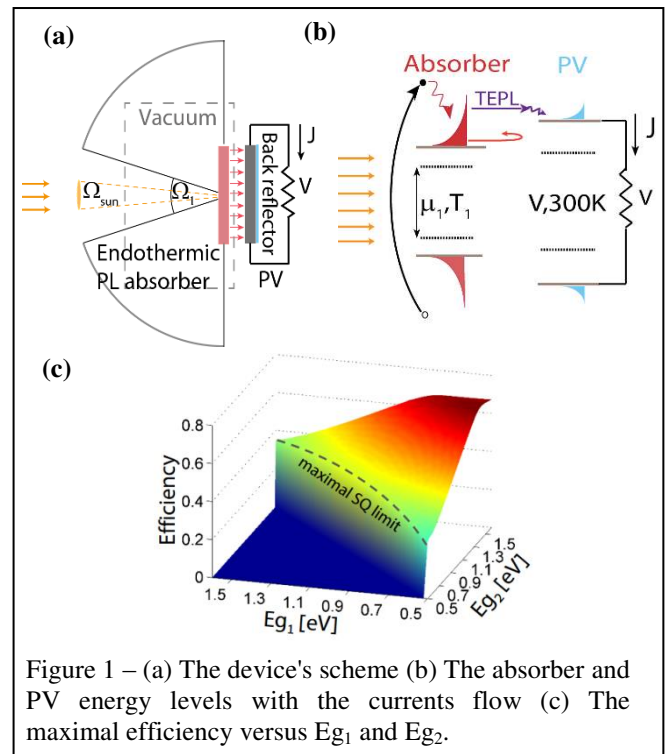 (a)
Vacuum
Ωsun
Ω1
Endothermic
PL absorber
Back reflector
PV
J
V
(b)
Absorber
PV
TEPL
μ1,T1
V,300K
J
V
(c)
Efficiency
0.8
0.6
0.4
0.2
0
maximal SQ limit
1.5 1.3 1.1 0.9 0.7 0.5
Eg1 [eV]
0.5 0.7 0.9 1.1 1.3 1.5
Eg2 [eV]
Figure 1 – (a) The device's scheme (b) The absorber and
PV energy levels with the currents flow (c) The
maximal efficiency versus Eg1 and Eg2.